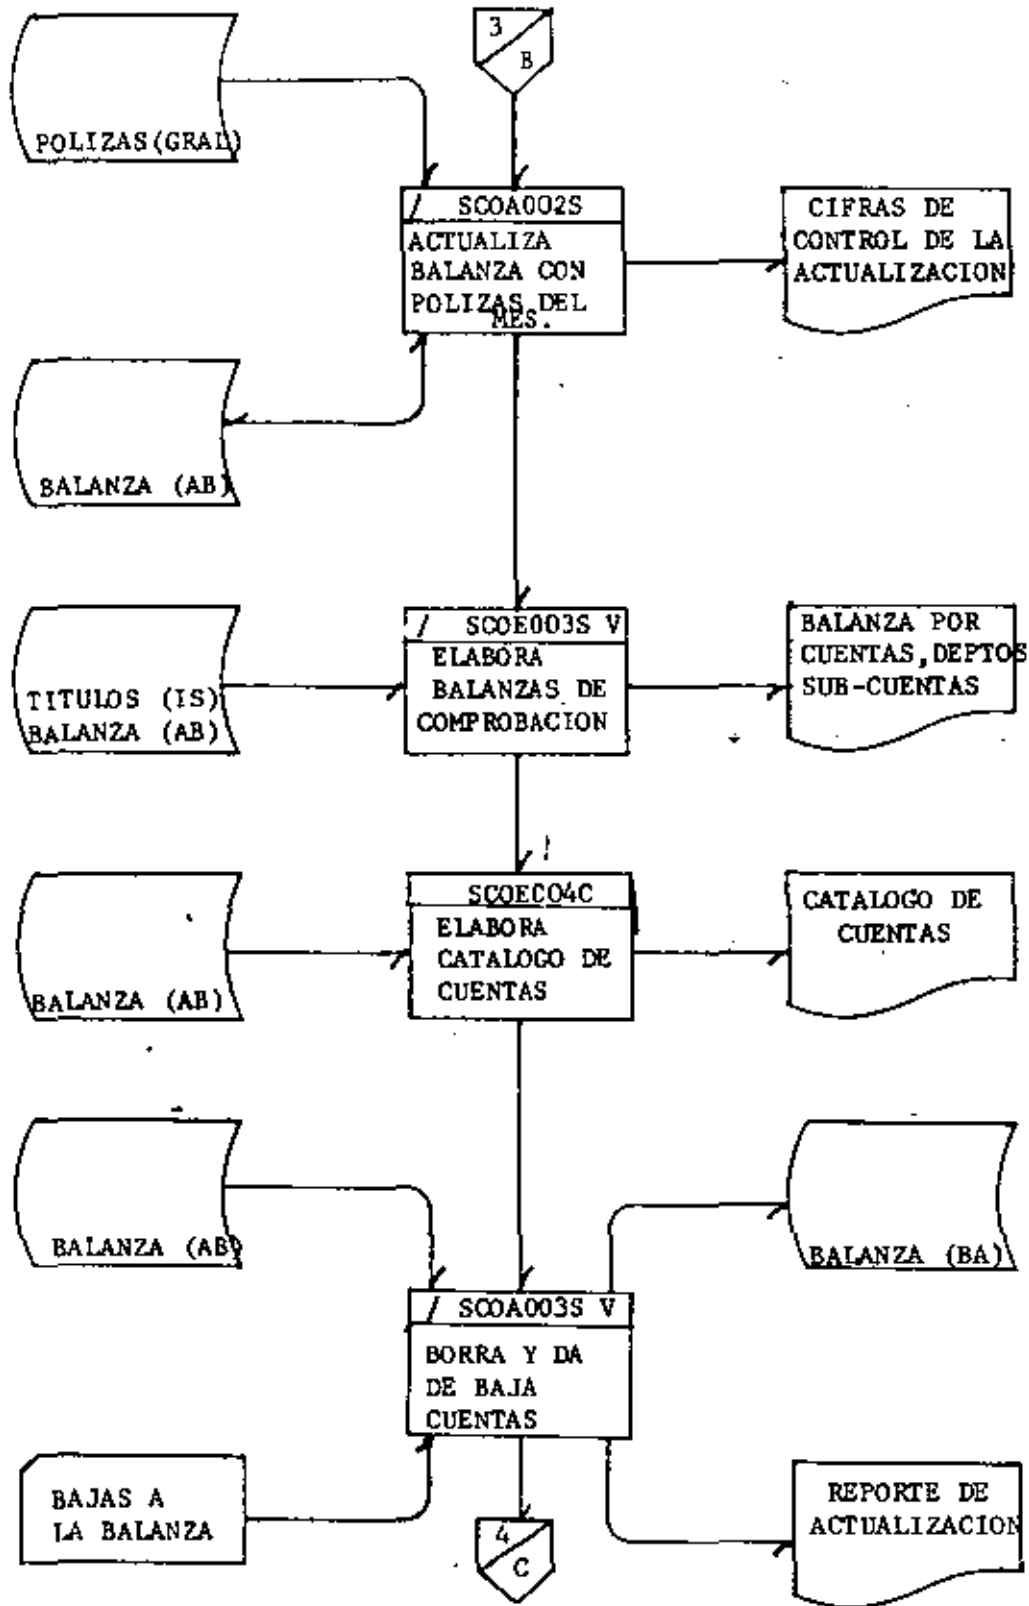 3
B
POLIZAS(GRAL)
/ SCOA002S
ACTUALIZA
BALANZA CON
POLIZAS DEL
MES.
CIFRAS DE
CONTROL DE LA
ACTUALIZACION
BALANZA (AB)
TITULOS (IS)
BALANZA (AB)
/ SCOE003S V
ELABORA
BALANZAS DE
COMPROBACION
BALANZA POR
CUENTAS,DEPTOS
SUB-CUENTAS
BALANZA (AB)
SCOEC04C
ELABORA
CATALOGO DE
CUENTAS
CATALOGO DE
CUENTAS
BALANZA (AB)
BALANZA (BA)
/ SCOA003S V
BORRA Y DA
DE BAJA
CUENTAS
BAJAS A
LA BALANZA
4
C
REPORTE DE
ACTUALIZACION